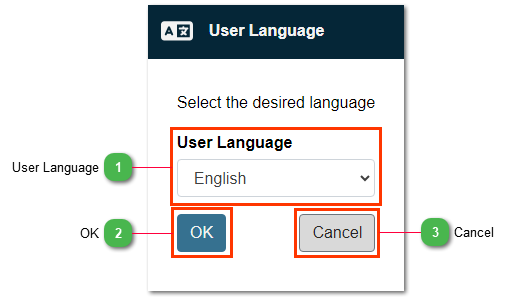 User Language
Select the desired language
User Language
User Language 1
English
OK 2
OK
Cancel
3 Cancel